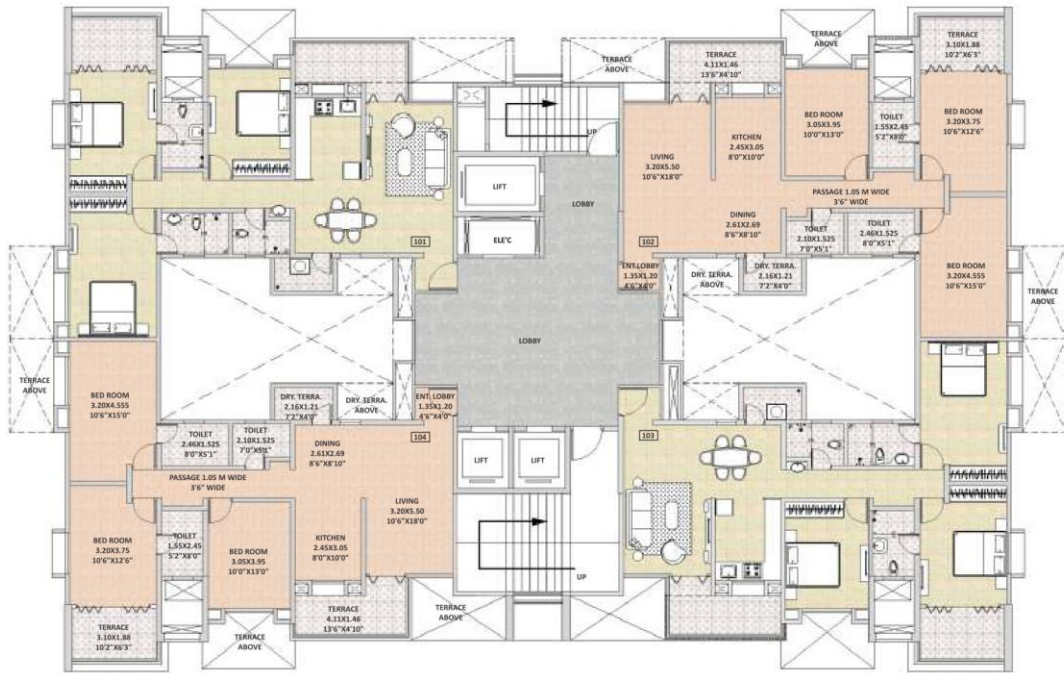 TERRACE
ABOVE
TERRACE
ABOVE
TERRACE
4.11X1.46
13'6"X4'10"
TERRACE
3.10X1.88
10'2"X6'3"
BED ROOM
3.05X3.95
10'0"X13'0"
TOILET
1.55X2.45
5'2"X8'0"
BED ROOM
3.20X3.75
10'6"X12'6"
UP
KITCHEN
2.45X3.05
8'0"X10'0"
LIVING
3.20X5.50
10'6"X18'0"
LIFT
LOBBY
PASSAGE 1.05 M WIDE
3'6" WIDE
DINING
2.61X2.69
8'6"X8'10"
TOILET
2.10X1.525
7'0"X5'1"
TOILET
2.46X1.525
8'0"X5'1"
101
ELE'C
102
ENT.LOBBY
1.35X1.20
4'6"X4'0"
DRY. TERRA.
ABOVE
DRY. TERRA.
2.16X1.21
7'2"X4'0"
BED ROOM
3.20X4.555
10'6"X15'0"
TERRACE
ABOVE
LOBBY
TERRACE
ABOVE
BED ROOM
3.20X4.555
10'6"X15'0"
DRY. TERRA.
2.16X1.21
7'2"X4'0"
DRY. TERRA.
ABOVE
ENT. LOBBY
1.35X1.20
4'6"X4'0"
TOILET
2.46X1.525
8'0"X5'1"
TOILET
2.10X1.525
7'0"X5'1"
DINING
2.61X2.69
8'6"X8'10"
104
103
PASSAGE 1.05 M WIDE
3'6" WIDE
LIFT
LIFT
LIVING
3.20X5.50
10'6"X18'0"
BED ROOM
3.20X3.75
10'6"X12'6"
TOILET
1.55X2.45
5'2"X8'0"
BED ROOM
3.05X3.95
10'0"X13'0"
KITCHEN
2.45X3.05
8'0"X10'0"
UP
TERRACE
3.10X1.88
10'2"X6'3"
TERRACE
ABOVE
TERRACE
4.11X1.46
13'6"X4'10"
TERRACE
ABOVE